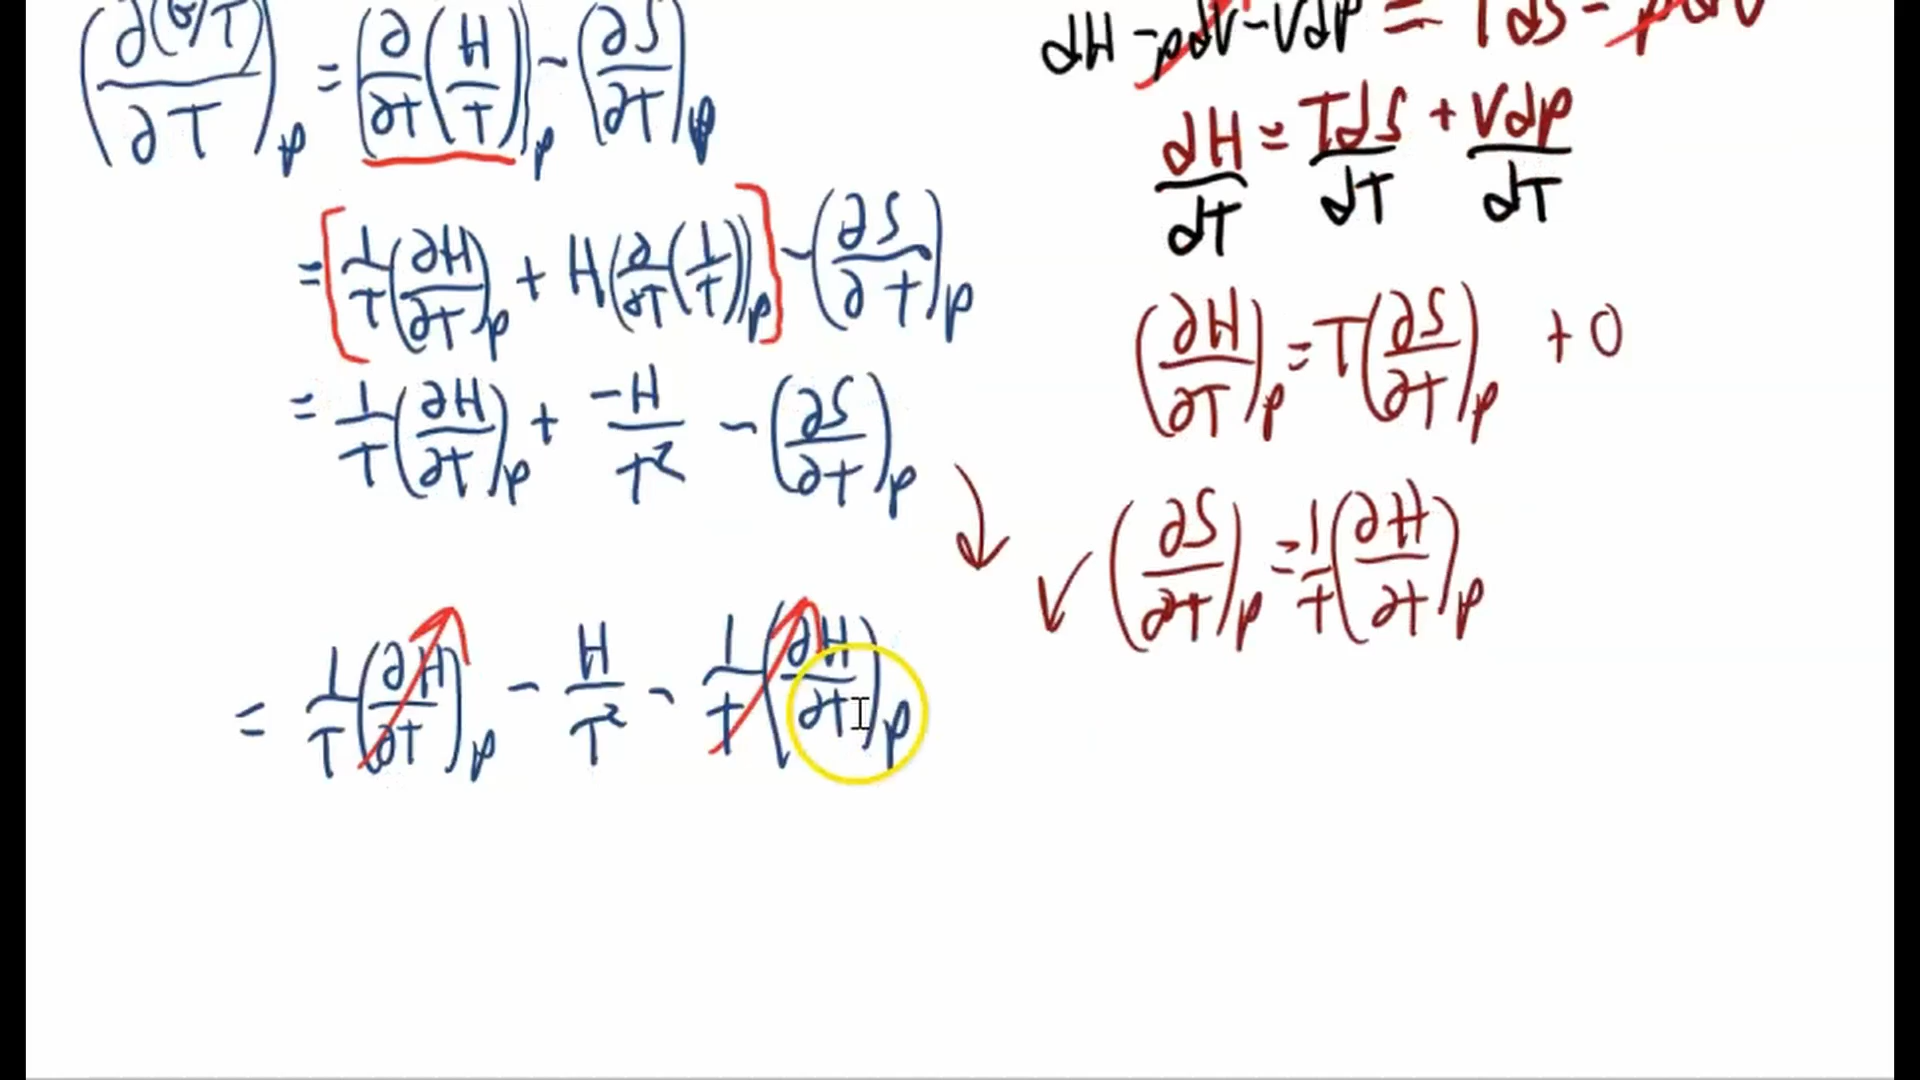 (∂(G/T)/∂T)_p = (∂/∂T (H/T))_p - (∂S/∂T)_p
= [1/T (∂H/∂T)_p + H(∂/∂T (1/T))_p] - (∂S/∂T)_p
= 1/T (∂H/∂T)_p + -H/T² - (∂S/∂T)_p
= 1/T (∂H/∂T)_p - H/T² - 1/T (∂H/∂T)_p
dH - pdV - Vdp = TdS - pdV
dH/dT = TdS/dT + Vdp/dT
(∂H/∂T)_p = T(∂S/∂T)_p + 0
✓ (∂S/∂T)_p = 1/T (∂H/∂T)_p